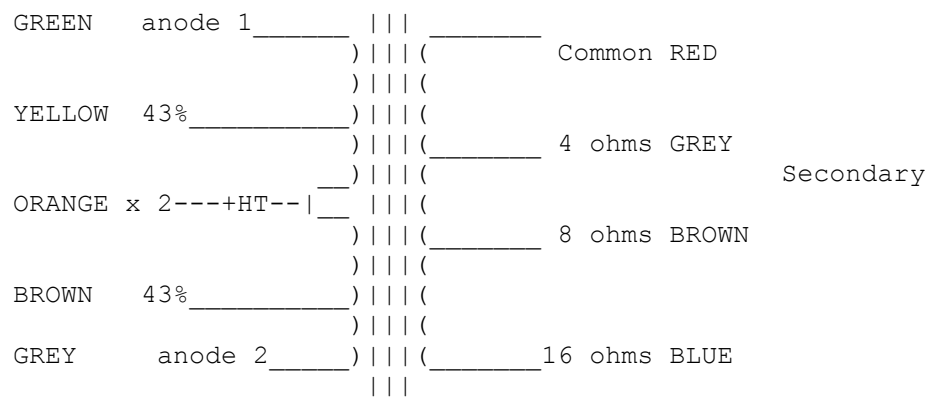 GREEN anode 1
Common RED
YELLOW 43%
4 ohms GREY
Secondary
ORANGE x 2---+HT--
8 ohms BROWN
BROWN 43%
GREY anode 2
16 ohms BLUE